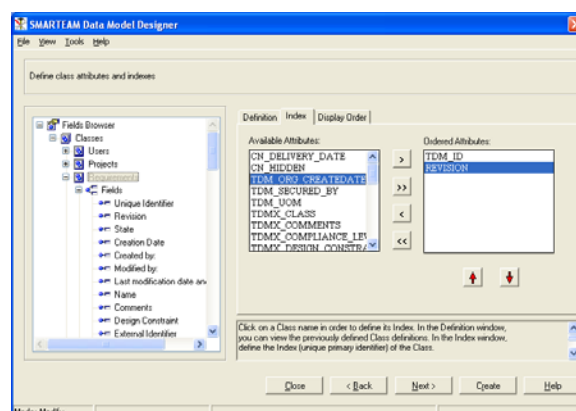 SMARTEAM Data Model Designer
File View Tools Help
Define class attributes and indexes
Fields Browser
Classes
Users
Projects
Requirements
Fields
Unique Identifier
Revision
State
Creation Date
Created by:
Modified by:
Last modification date an
Name
Comments
Design Constraint
External Identifier
Definition Index Display Order
Available Attributes:
CN_DELIVERY_DATE
CN_HIDDEN
TDM_ORG_CREATEDATE
TDM_SECURED_BY
TDM_UOM
TDMX_CLASS
TDMX_COMMENTS
TDMX_COMPLIANCE_LEV
TDMX_DESIGN_CONSTRA
>
>>
<
<<
Ordered Attributes:
TDM_ID
REVISION
Click on a Class name in order to define its Index. In the Definition window,
you can view the previously defined Class definitions. In the Index window,
define the Index (unique primary identifier) of the Class.
Close < Back Next > Create Help